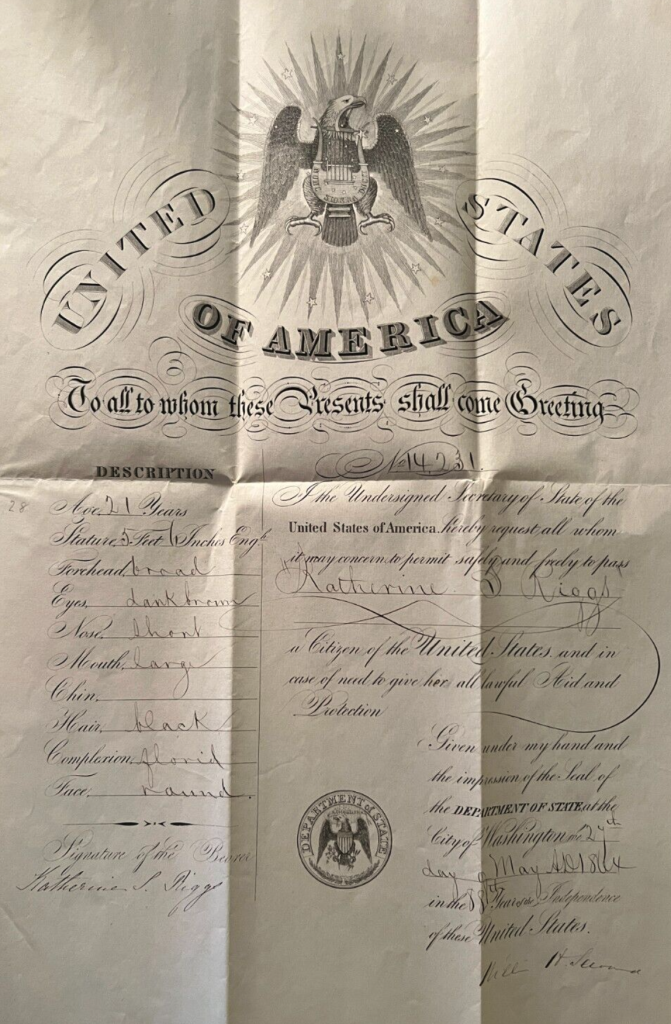 UNITED STATES
OF AMERICA
To all to whom these Presents shall come Greeting
DESCRIPTION
28
Age, 21 Years
Stature, 5 Feet Inches Engh.
Forehead, broad
Eyes, dark brown
Nose, short
Mouth, large
Chin,
Hair, black
Complexion, florid
Face, round.
Signature of the Bearer
Katherine S. Riggs
No 14.231.
I the Undersigned Secretary of State of the
United States of America. hereby request all whom
it may concern to permit safely and freely to pass
Katherine S Riggs
a Citizen of the United States and in
case of need to give her all lawful Aid and
Protection
Given under my hand and
the impression of the Seal of
the DEPARTMENT OF STATE at the
City of Washington the 27th
day of May A.D. 1864
in the 88th Year of the Independence
of these United States.
DEPARTMENT OF STATE